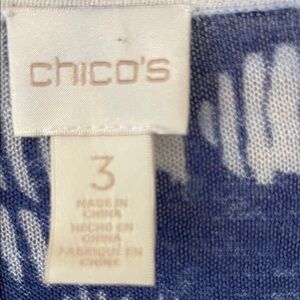 chico's
3
MADE IN
CHINA
HECHO EN
CHINA
FABRIQUÉ EN
CHINE